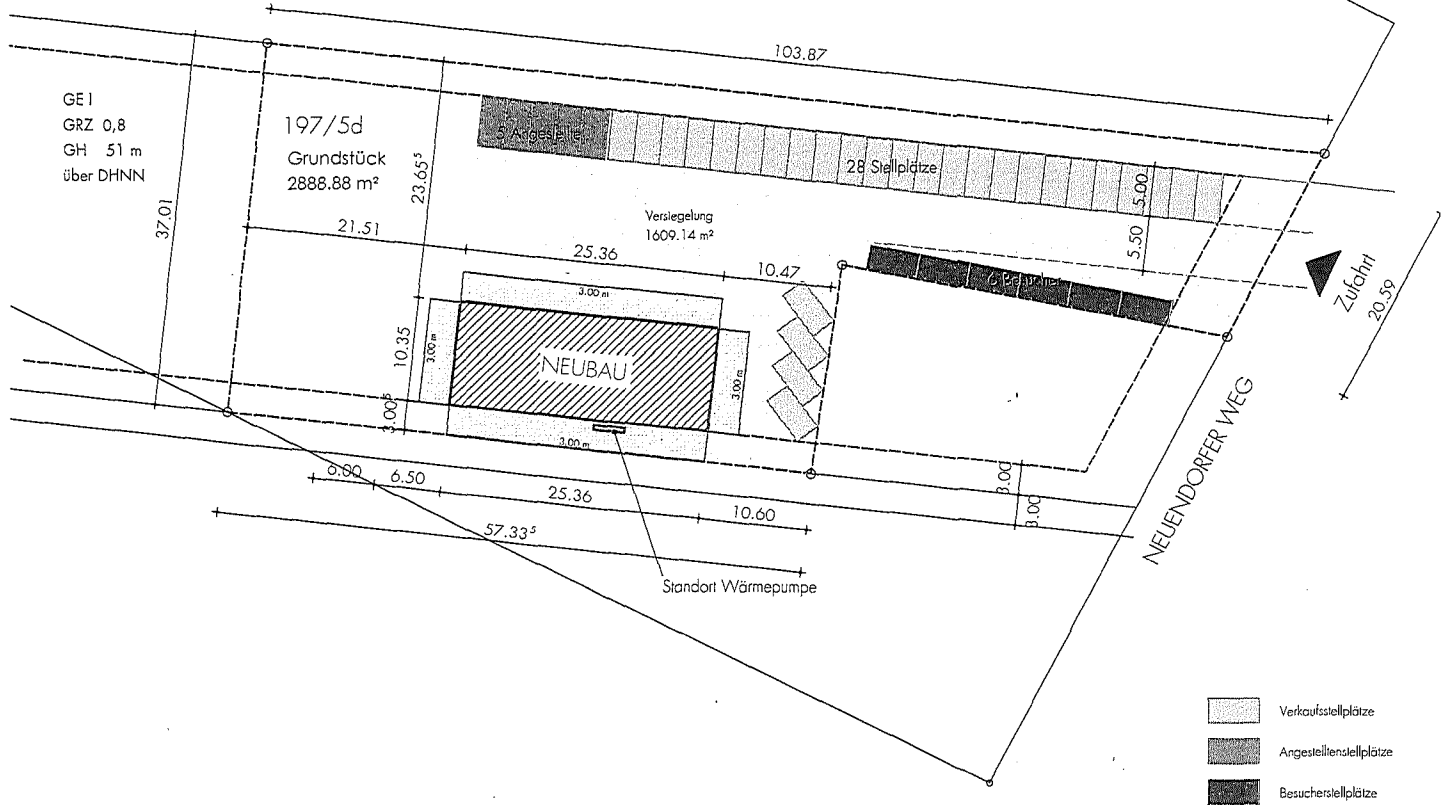 103.87
GE I
GRZ 0,8
GH 51 m
über DHNN
197/5d
Grundstück
2888.88 m²
37.01
23.65⁵
5 Angestellte
28 Stellplätze
5.00
5.50
Versiegelung
1609.14 m²
21.51
25.36
10.47
6 Besucher
Zufahrt
20.59
3.00 m
3.00 m
10.35
NEUBAU
3.00 m
3.00⁵
3.00 m
6.00
6.50
25.36
10.60
57.33⁵
3.00
3.00
NEUENDORFER WEG
Standort Wärmepumpe
Verkaufsstellplätze
Angestelltenstellplätze
Besucherstellplätze